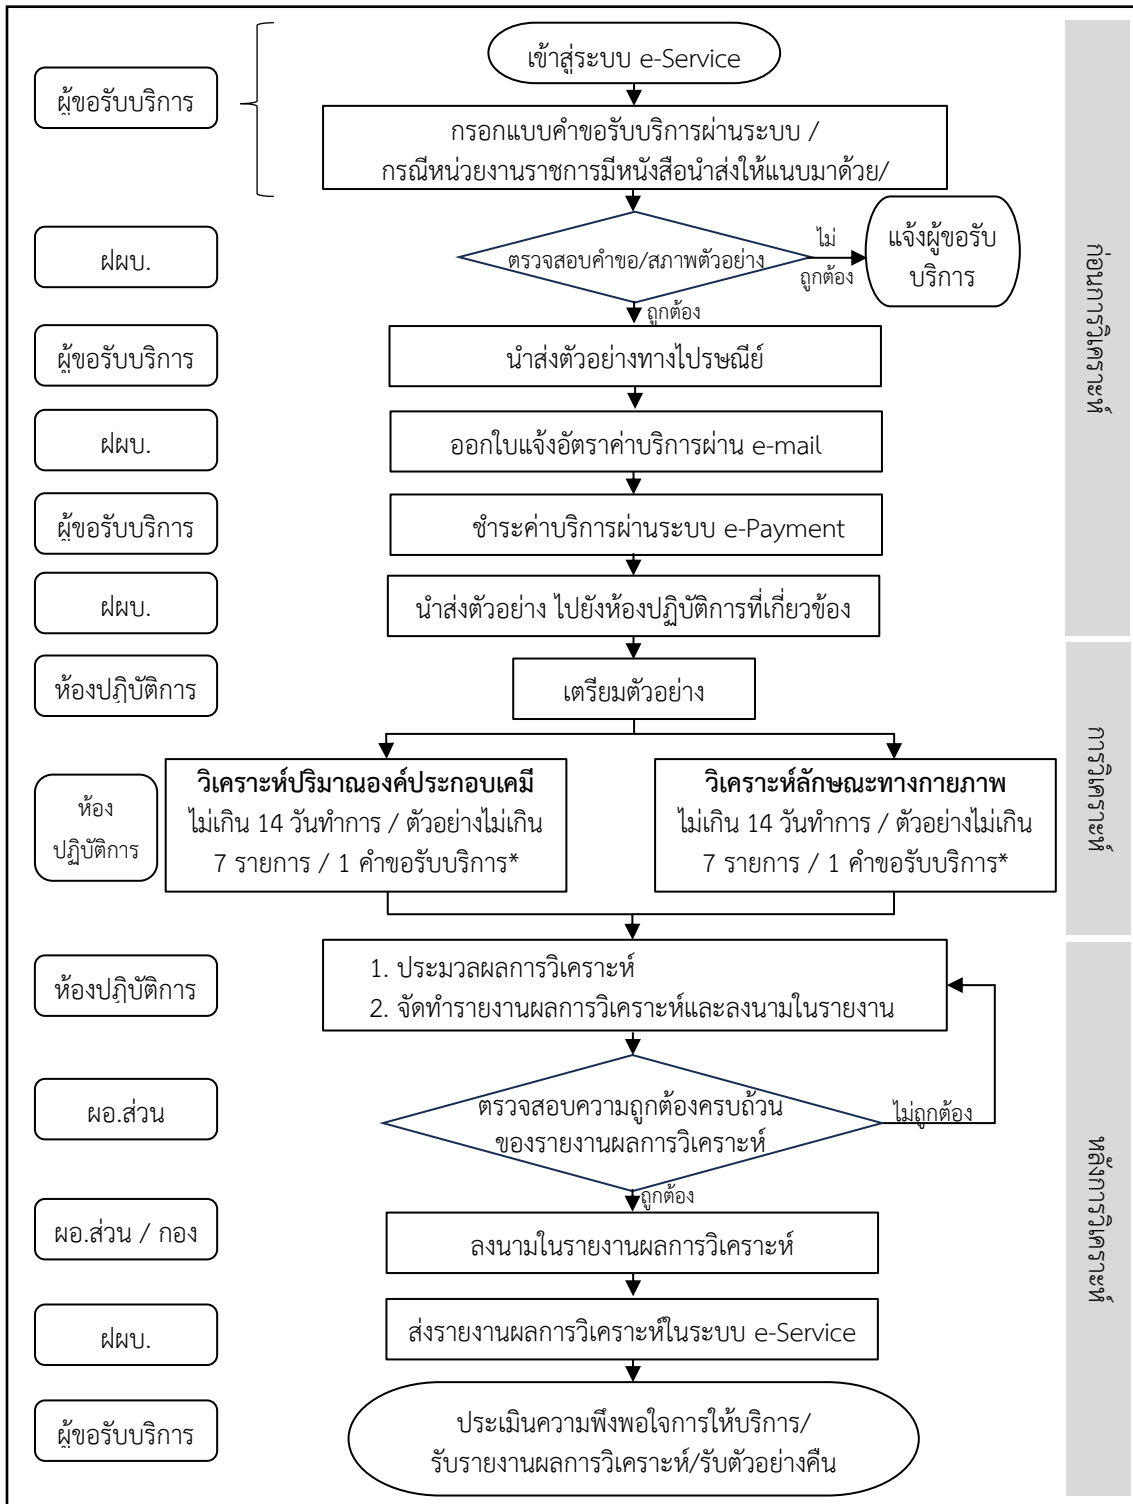 เข้าสู่ระบบ e-Service
ผู้ขอรับบริการ
กรอกแบบคำขอรับบริการผ่านระบบ /
กรณีหน่วยงานราชการมีหนังสือนำส่งให้แนบมาด้วย/
ก่อนการวิเคราะห์
ฝผบ.
ตรวจสอบคำขอ/สภาพตัวอย่าง
ไม่
ถูกต้อง
แจ้งผู้ขอรับ
บริการ
ถูกต้อง
ผู้ขอรับบริการ
นำส่งตัวอย่างทางไปรษณีย์
ฝผบ.
ออกใบแจ้งอัตราค่าบริการผ่าน e-mail
ผู้ขอรับบริการ
ชำระค่าบริการผ่านระบบ e-Payment
ฝผบ.
นำส่งตัวอย่าง ไปยังห้องปฏิบัติการที่เกี่ยวข้อง
ห้องปฏิบัติการ
เตรียมตัวอย่าง
การวิเคราะห์
ห้อง
ปฏิบัติการ
วิเคราะห์ปริมาณองค์ประกอบเคมี
ไม่เกิน 14 วันทำการ / ตัวอย่างไม่เกิน
7 รายการ / 1 คำขอรับบริการ*
วิเคราะห์ลักษณะทางกายภาพ
ไม่เกิน 14 วันทำการ / ตัวอย่างไม่เกิน
7 รายการ / 1 คำขอรับบริการ*
ห้องปฏิบัติการ
1. ประมวลผลการวิเคราะห์
2. จัดทำรายงานผลการวิเคราะห์และลงนามในรายงาน
หลังการวิเคราะห์
ผอ.ส่วน
ตรวจสอบความถูกต้องครบถ้วน
ของรายงานผลการวิเคราะห์
ไม่ถูกต้อง
ถูกต้อง
ผอ.ส่วน / กอง
ลงนามในรายงานผลการวิเคราะห์
ฝผบ.
ส่งรายงานผลการวิเคราะห์ในระบบ e-Service
ผู้ขอรับบริการ
ประเมินความพึงพอใจการให้บริการ/
รับรายงานผลการวิเคราะห์/รับตัวอย่างคืน